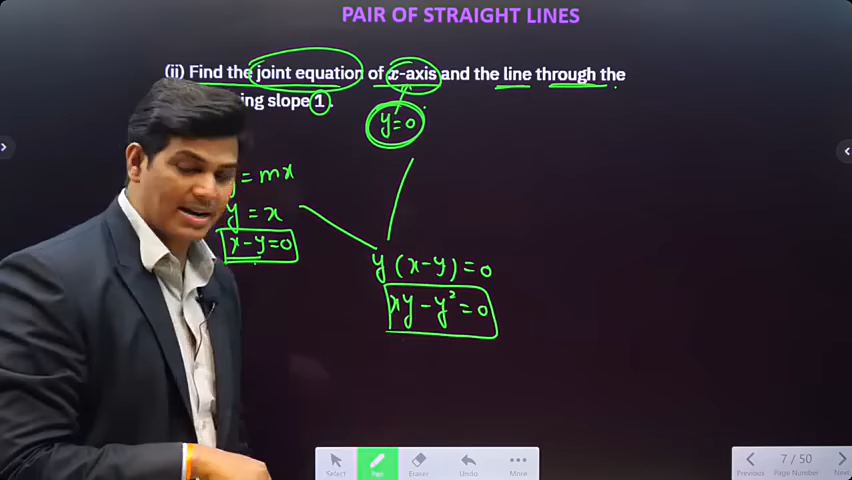 PAIR OF STRAIGHT LINES
(ii) Find the joint equation of x-axis and the line through the
ing slope 1.
y=0
= mx
y = x
x-y=0
y (x-y) = 0
xy - y² = 0
Select
Pen
Eraser
Undo
More
Previous
7 / 50
Page Number
Next